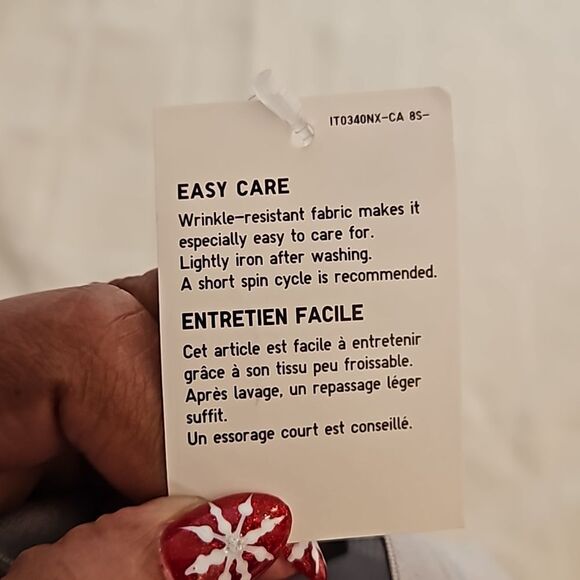 IT0340NX-CA 8S-
EASY CARE
Wrinkle-resistant fabric makes it
especially easy to care for.
Lightly iron after washing.
A short spin cycle is recommended.
ENTRETIEN FACILE
Cet article est facile à entretenir
grâce à son tissu peu froissable.
Après lavage, un repassage léger
suffit.
Un essorage court est conseillé.